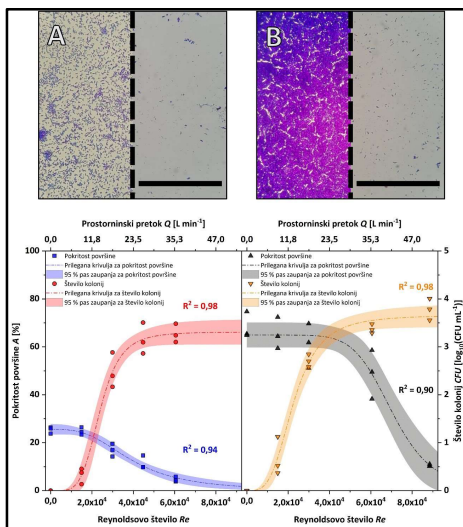 A
B
Prostorninski pretok Q [L min⁻¹]
Prostorninski pretok Q [L min⁻¹]
0,0 11,8 23,5 35,3 47,0
0,0 11,8 23,5 35,3 47,0
100
80
60
40
20
0
5
4
3
2
1
0
Pokritost površine
Prilegana krivulja za pokritost površine
95 % pas zaupanja za pokritost površine
Število kolonij
Prilegana krivulja za število kolonij
95 % pas zaupanja za število kolonij
Pokritost površine
Prilegana krivulja za pokritost površine
95 % pas zaupanja za pokritost površine
Število kolonij
Prilegana krivulja za število kolonij
95 % pas zaupanja za število kolonij
R² = 0,98
R² = 0,94
R² = 0,98
R² = 0,90
Pokritost površine A [%]
Število kolonij CFU [log₁₀(CFU mL⁻¹)]
0,0 2,0x10⁴ 4,0x10⁴ 6,0x10⁴ 8,0x10⁴
0,0 2,0x10⁴ 4,0x10⁴ 6,0x10⁴ 8,0x10⁴
Reynoldsovo število Re
Reynoldsovo število Re